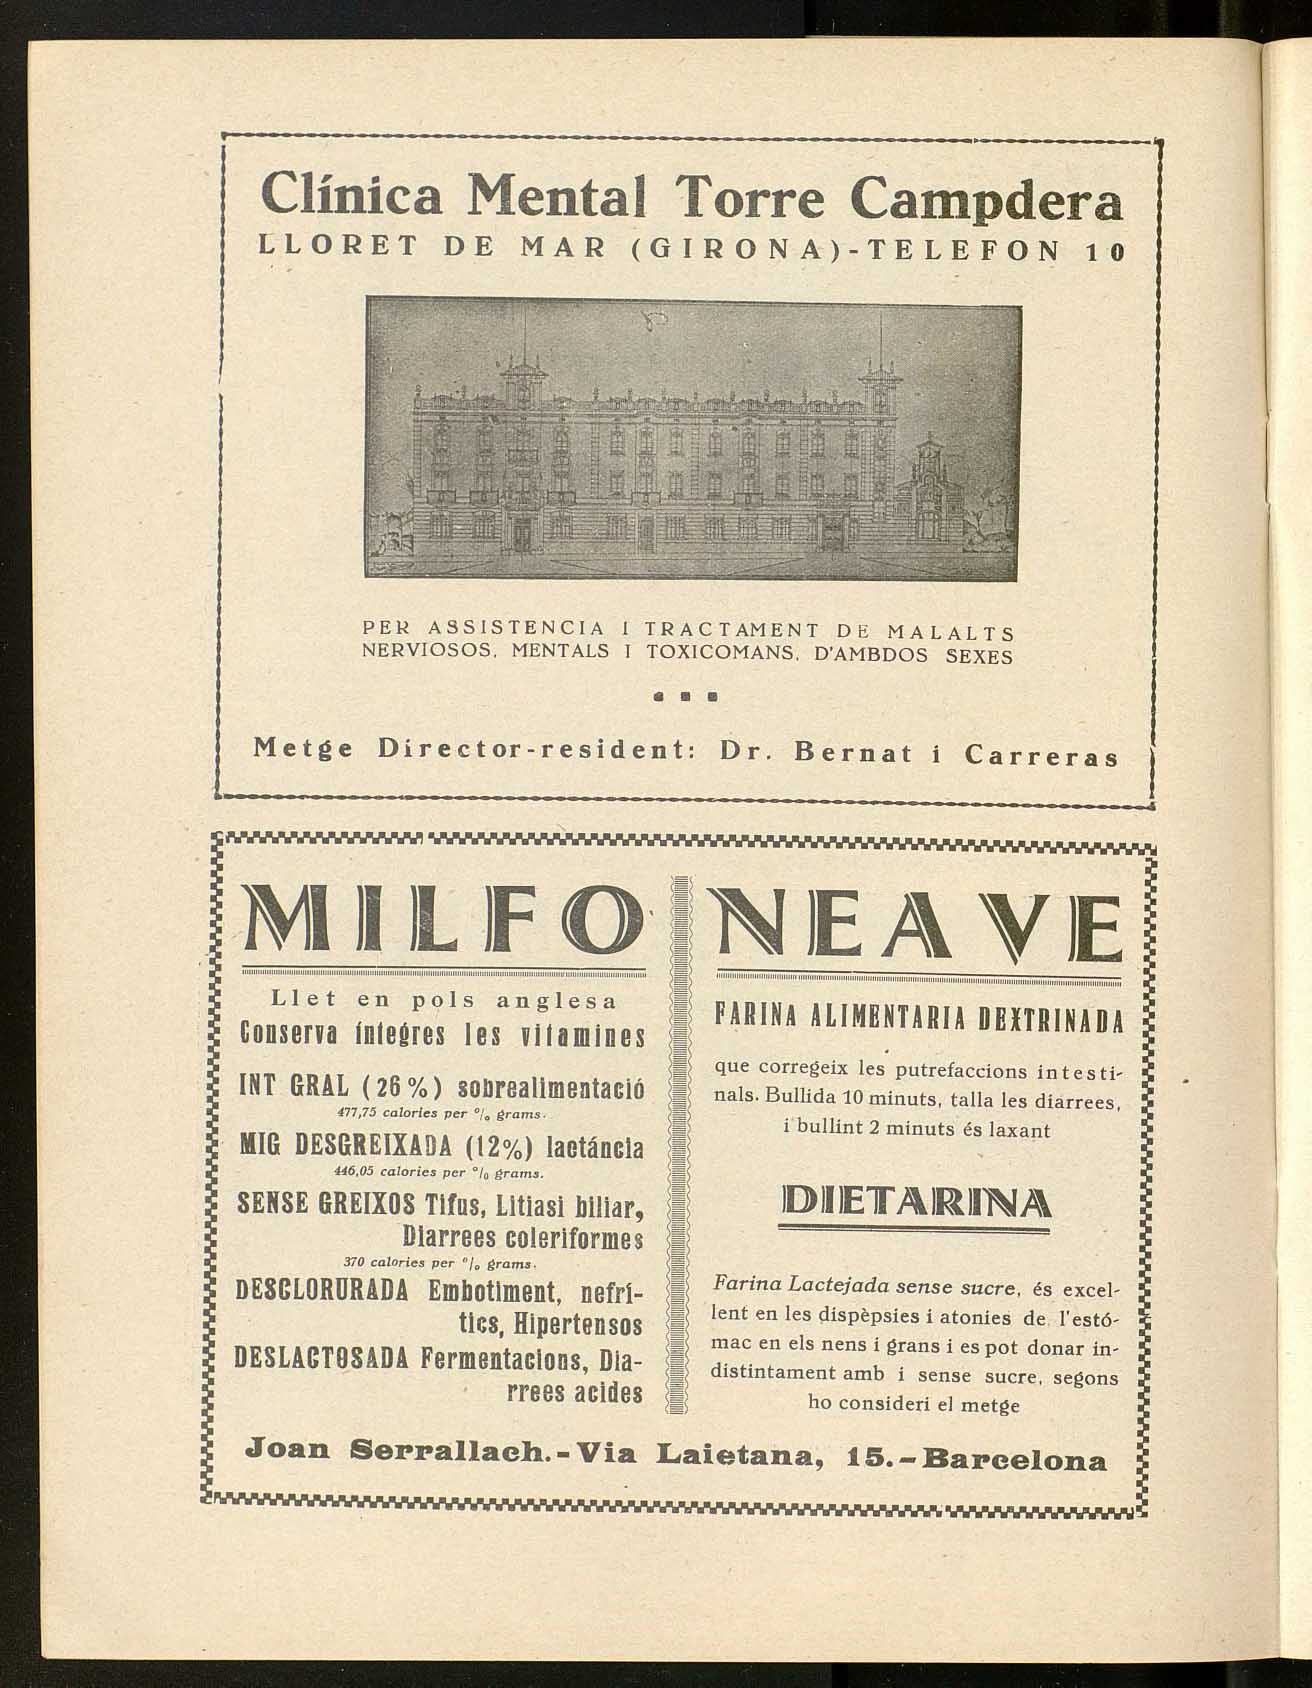 Clínica Mental Torre Campdera
LLORET DE MAR (GIRONA)-TELEFON 10
PER ASSISTENCIA I TRACTAMENT DE MALALTS
NERVIOSOS, MENTALS I TOXICOMANS, D'AMBDOS SEXES
Metge Director-resident: Dr. Bernat i Carreras
MILFO
Llet en pols anglesa
Conserva íntegres les vitamines
INT GRAL (26%) sobrealimentació
477,75 calories per % grams.
MIG DESGREIXADA (12%) lactáncia
446,05 calories per % grams.
SENSE GREIXOS Tifus, Litiasi biliar,
Diarrees coleriformes
370 calories per % grams.
DESCLORURADA Embotiment, nefrí-
tics, Hipertensos
DESLACTOSADA Fermentacions, Dia-
rrees acides
NEAVE
FARINA ALIMENTARIA DEXTRINADA
que corregeix les putrefaccions intesti-
nals. Bullida 10 minuts, talla les diarrees,
i bullint 2 minuts és laxant
DIETARINA
Farina Lactejada sense sucre, és excel-
lent en les dispèpsies i atonies de l'estó-
mac en els nens i grans i es pot donar in-
distintament amb i sense sucre, segons
ho consideri el metge
Joan Serrallach.-Via Laietana, 15.-Barcelona